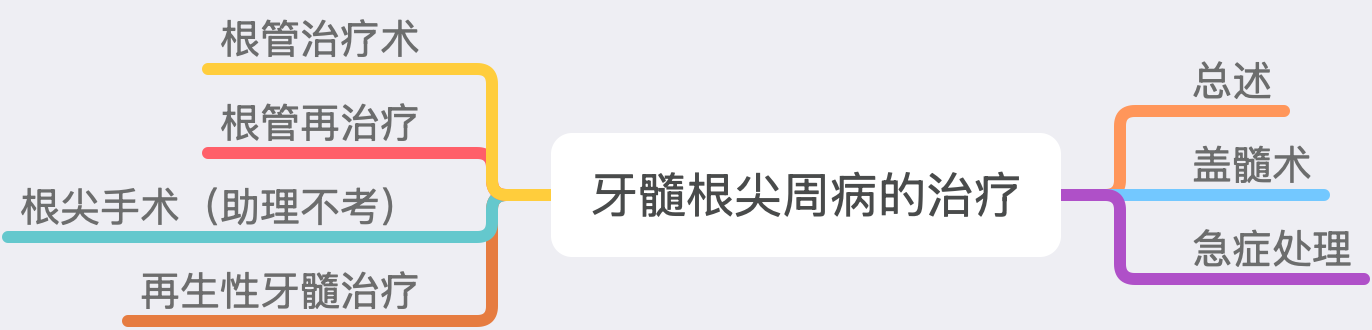 牙髓根尖周病的治疗
总述
盖髓术
急症处理
根管治疗术
根管再治疗
根尖手术（助理不考）
再生性牙髓治疗